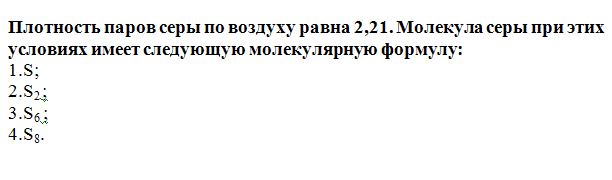 Плотность паров серы по воздуху равна 2,21. Молекула серы при этих
условиях имеет следующую молекулярную формулу:
1.S;
2.S₂;
3.S₆;
4.S₈.